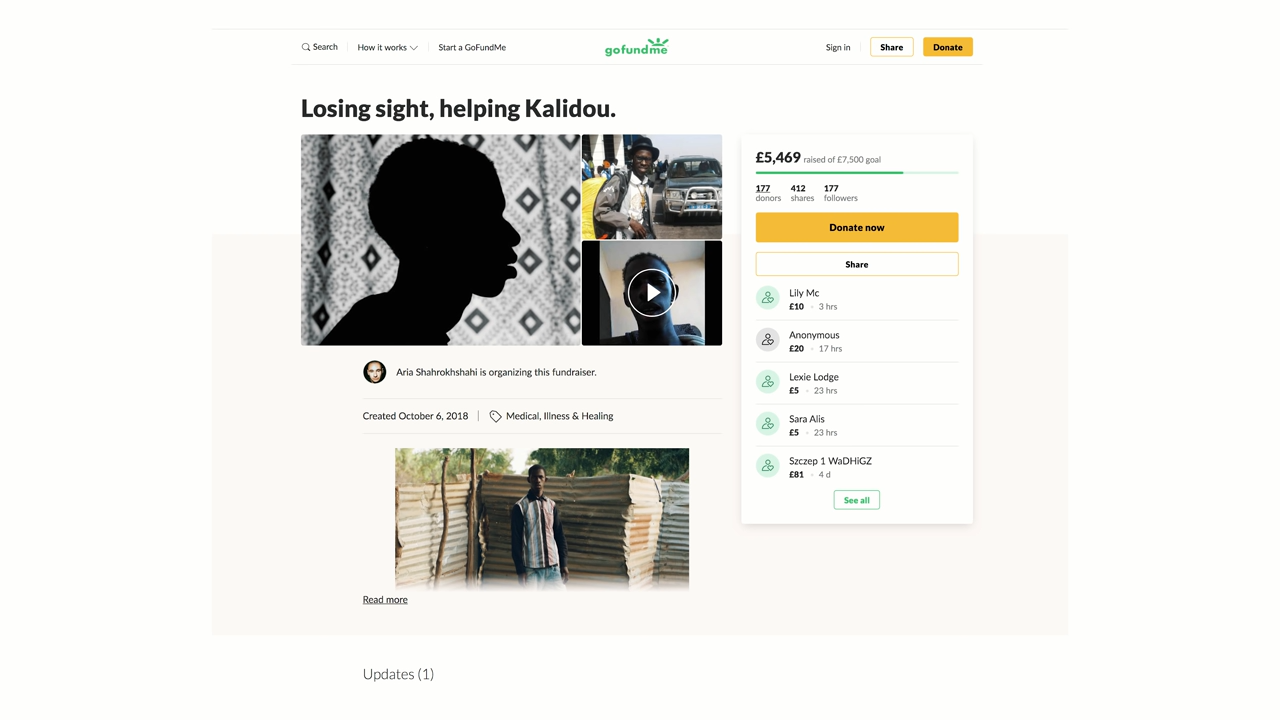 Search
How it works
Start a GoFundMe
gofundme
Sign in
Share
Donate
Losing sight, helping Kalidou.
£5,469 raised of £7,500 goal
177 412 177
donors shares followers
Donate now
Share
Lily Mc
£10 • 3 hrs
Anonymous
£20 • 17 hrs
Lexie Lodge
£5 • 23 hrs
Sara Alis
£5 • 23 hrs
Szczep 1 WaDHiGZ
£81 • 4 d
See all
Aria Shahrokhshahi is organizing this fundraiser.
Created October 6, 2018
Medical, Illness & Healing
Read more
Updates (1)